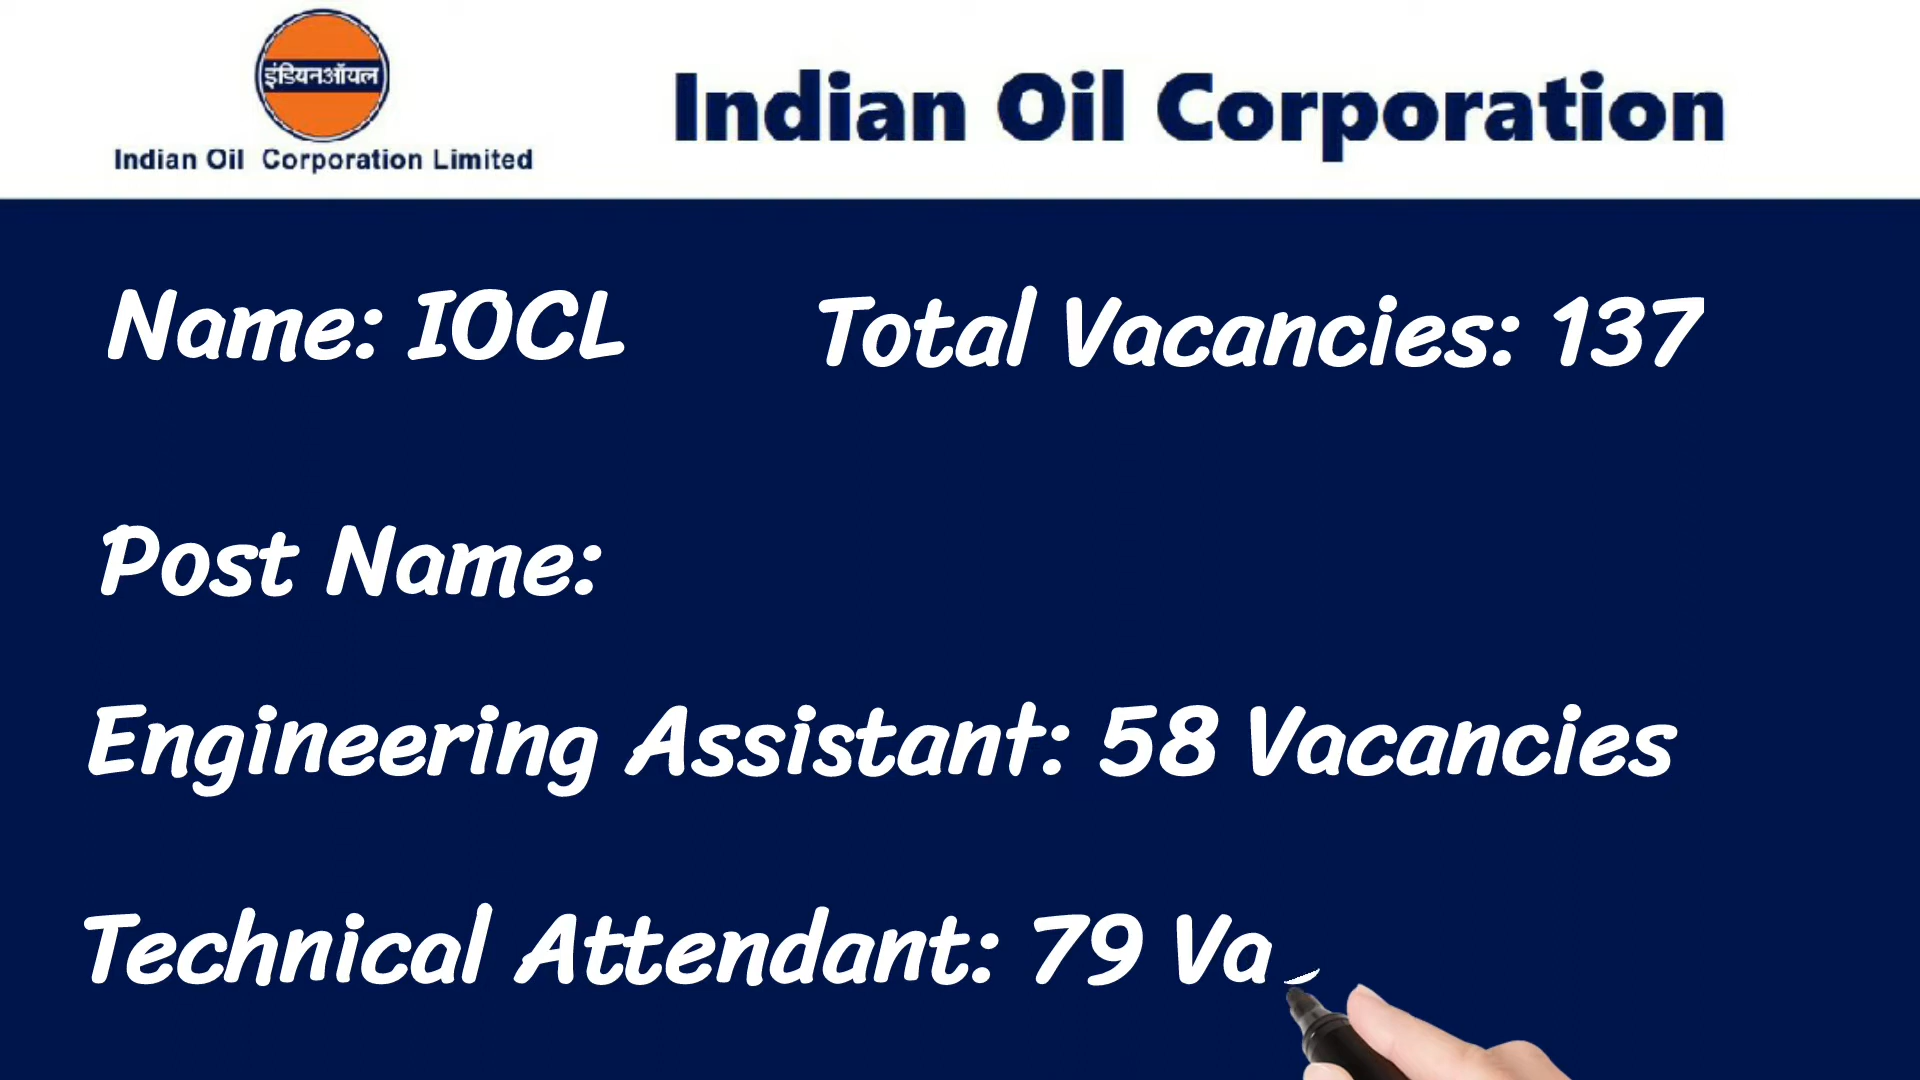 इंडियनऑयल
Indian Oil Corporation Limited
Indian Oil Corporation
Name: IOCL
Total Vacancies: 137
Post Name:
Engineering Assistant: 58 Vacancies
Technical Attendant: 79 Va